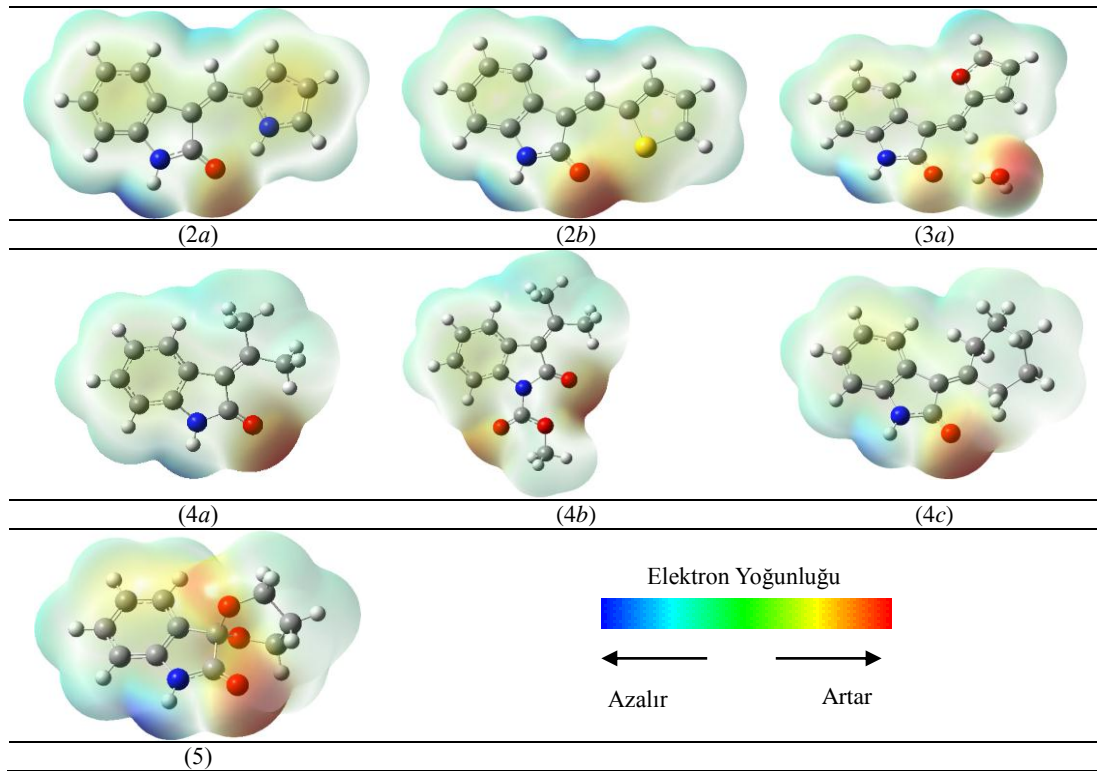 (2a) (2b) (3a)
(4a) (4b) (4c)
Elektron Yoğunluğu
Azalır Artar
(5)